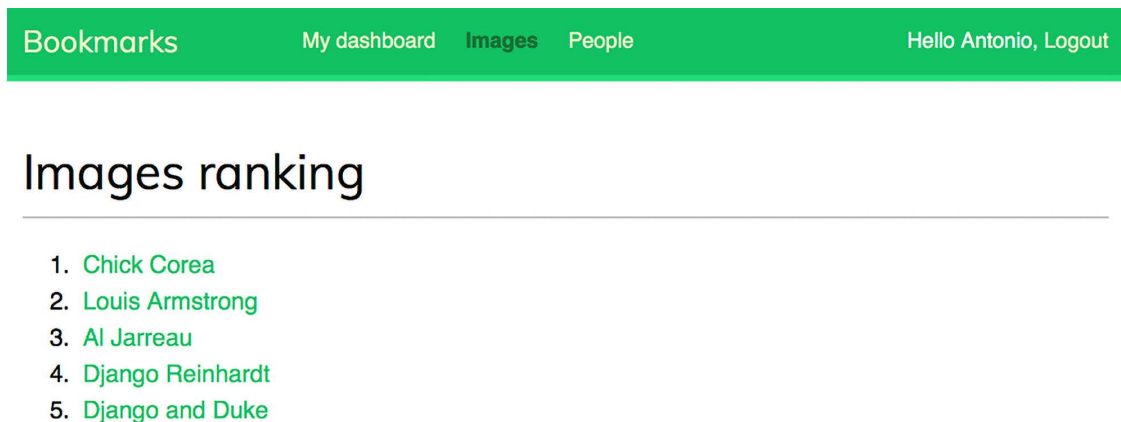 Bookmarks My dashboard Images People Hello Antonio, Logout
Images ranking
1. Chick Corea
2. Louis Armstrong
3. Al Jarreau
4. Django Reinhardt
5. Django and Duke